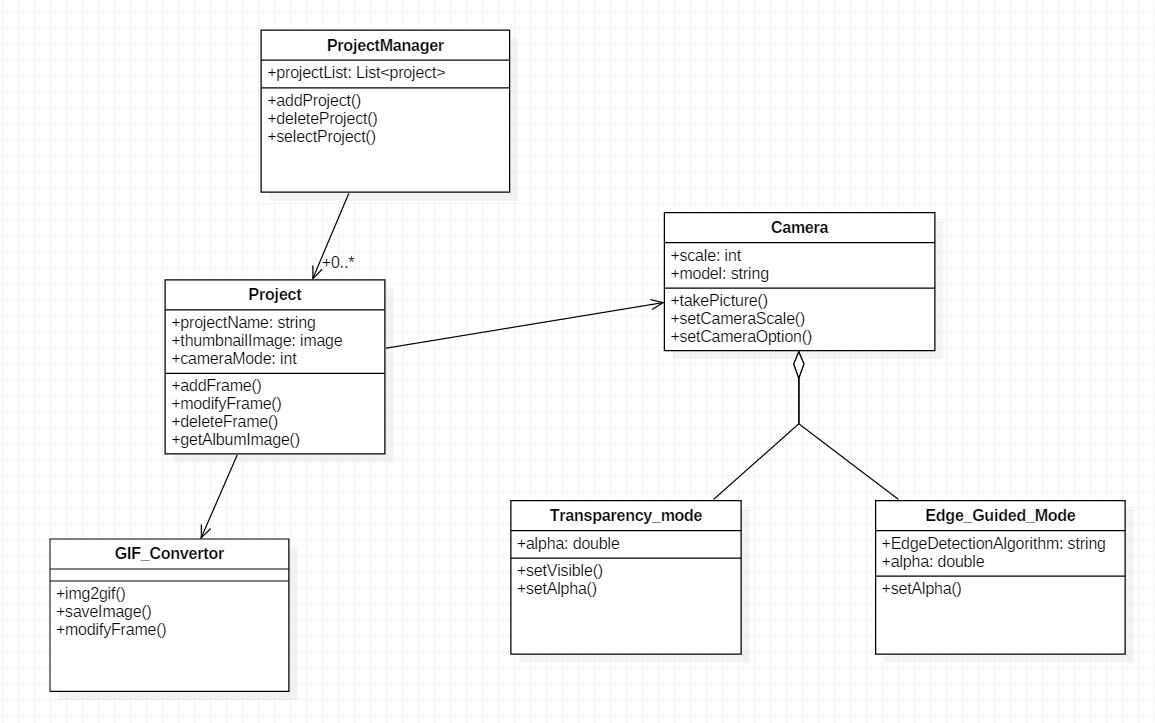 ProjectManager
+projectList: List<project>
+addProject()
+deleteProject()
+selectProject()
+0..*
Project
+projectName: string
+thumbnailImage: image
+cameraMode: int
+addFrame()
+modifyFrame()
+deleteFrame()
+getAlbumImage()
Camera
+scale: int
+model: string
+takePicture()
+setCameraScale()
+setCameraOption()
GIF_Convertor
+img2gif()
+saveImage()
+modifyFrame()
Transparency_mode
+alpha: double
+setVisible()
+setAlpha()
Edge_Guided_Mode
+EdgeDetectionAlgorithm: string
+alpha: double
+setAlpha()